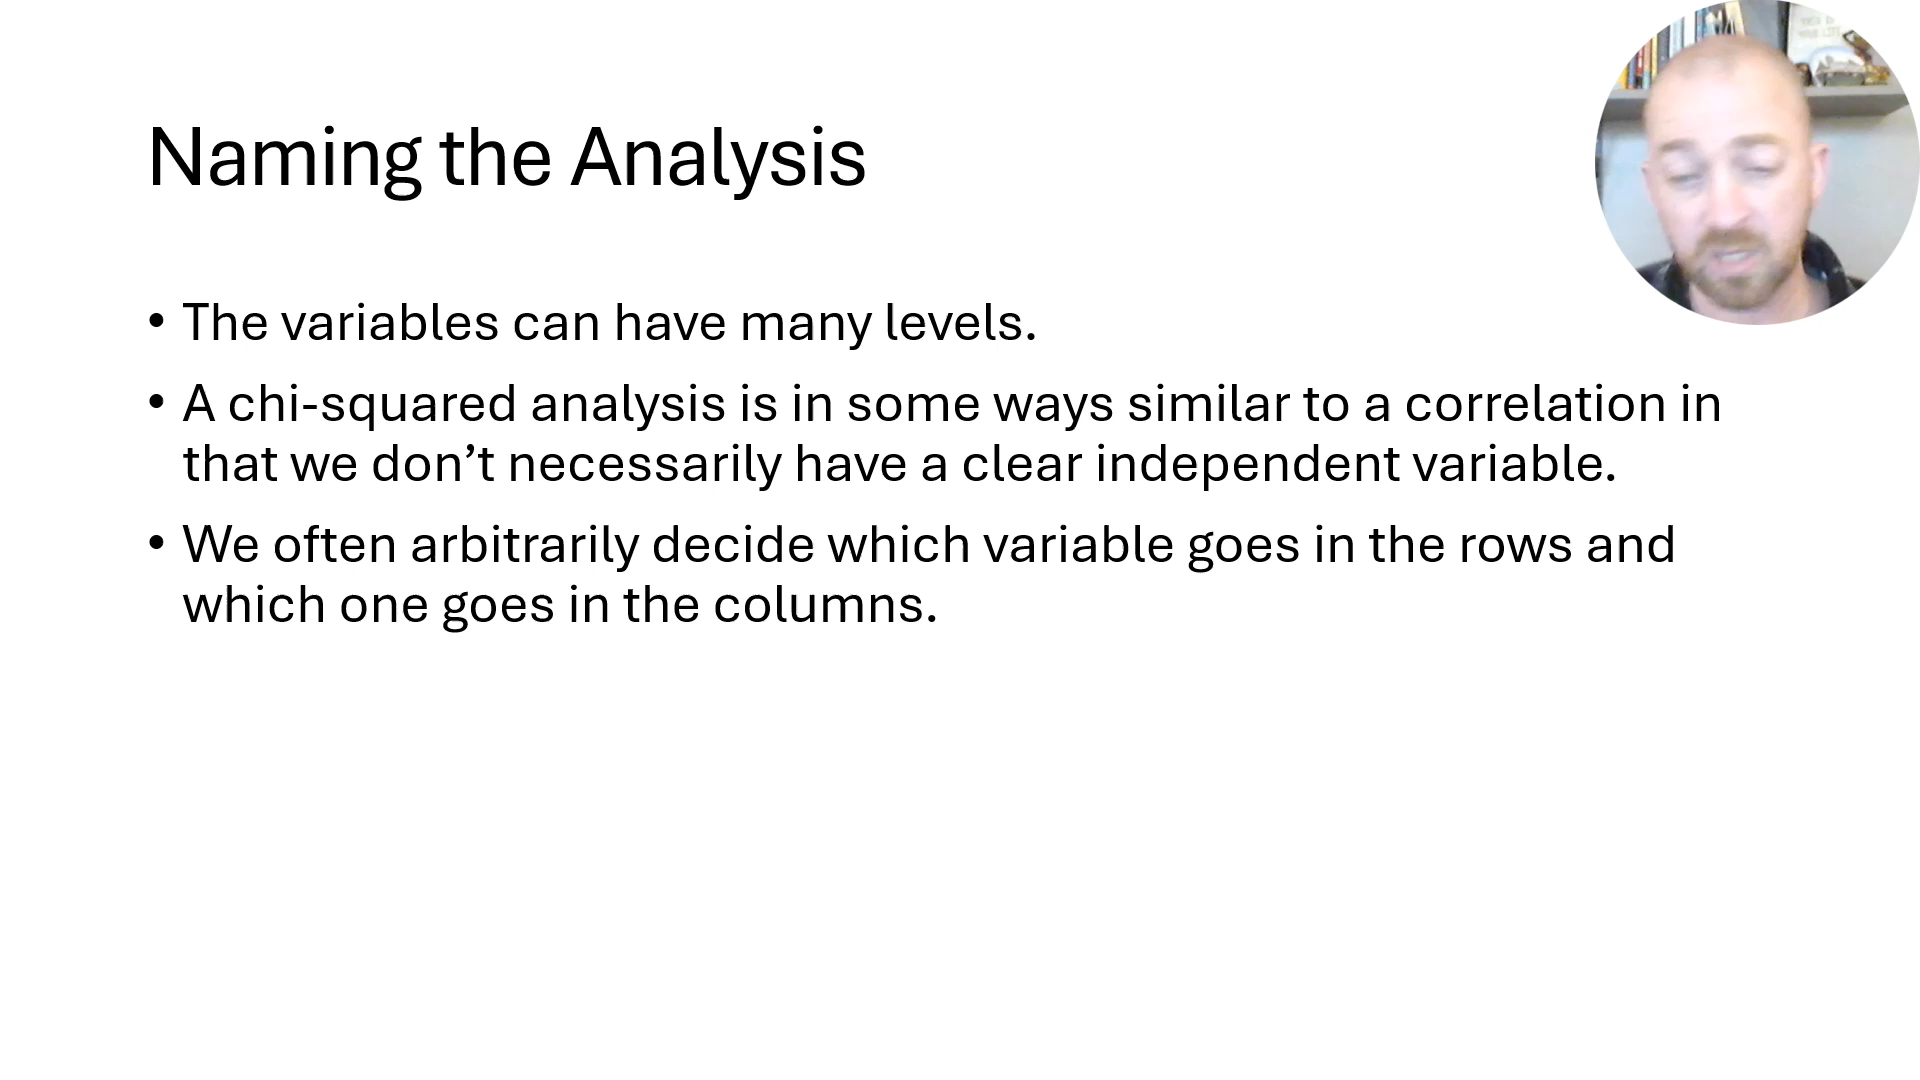 Naming the Analysis
• The variables can have many levels.
• A chi-squared analysis is in some ways similar to a correlation in
that we don’t necessarily have a clear independent variable.
• We often arbitrarily decide which variable goes in the rows and
which one goes in the columns.